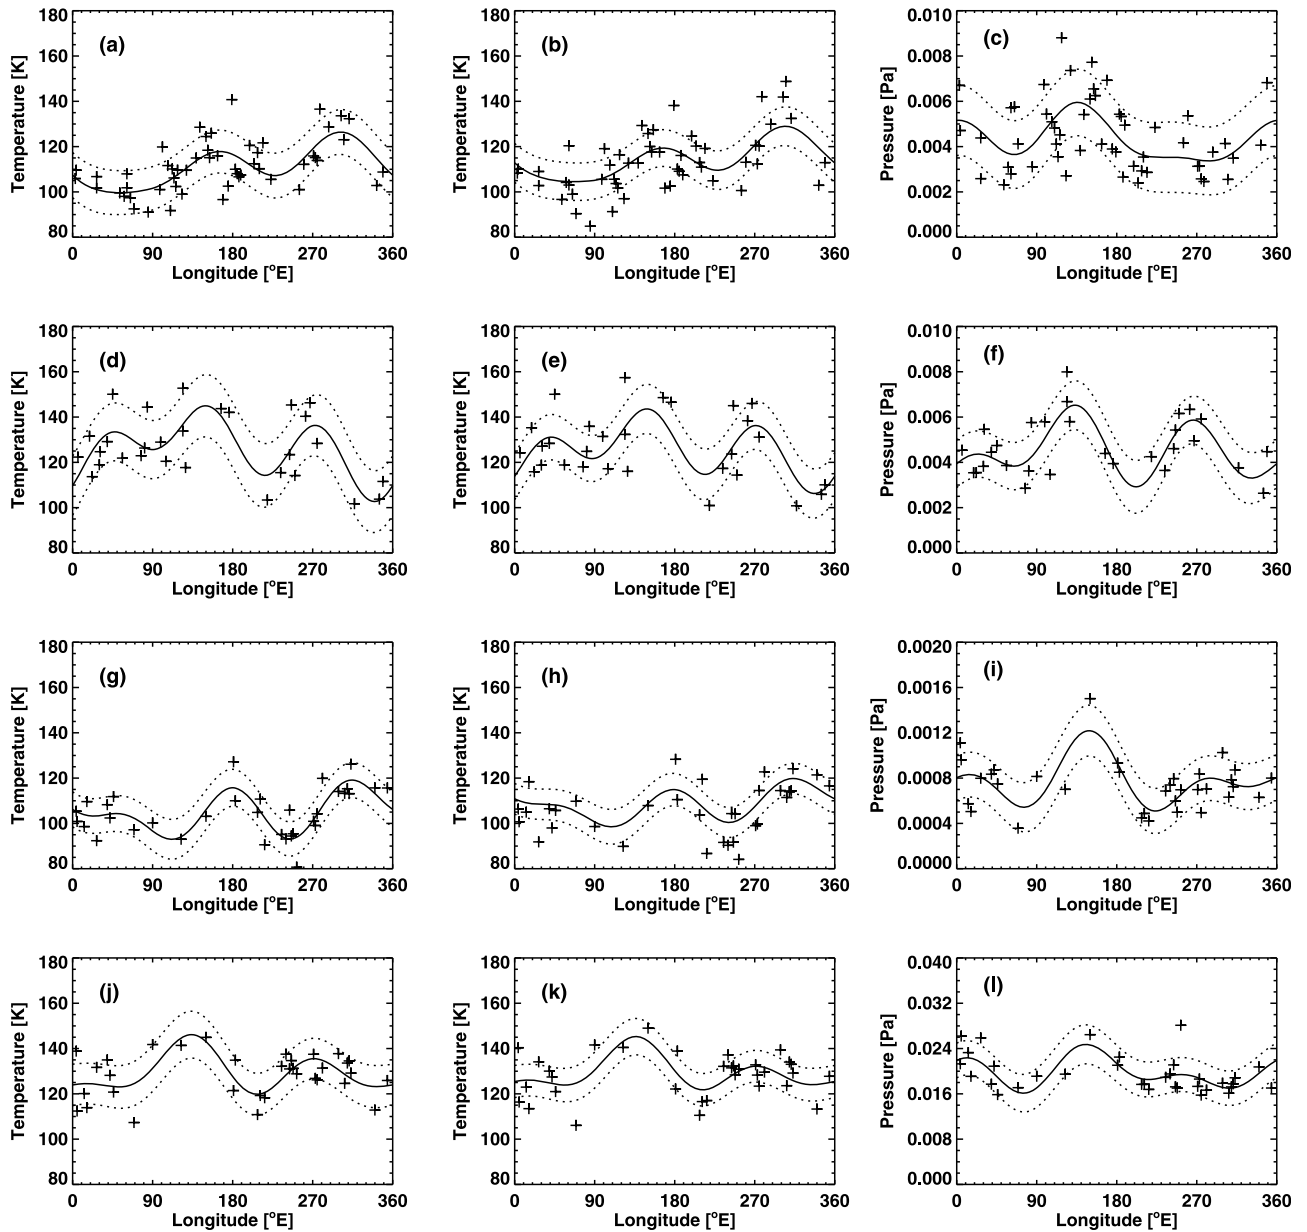 (a)
Temperature [K]
180
160
140
120
100
80
0 90 180 270 360
Longitude [°E]
(b)
Temperature [K]
180
160
140
120
100
80
0 90 180 270 360
Longitude [°E]
(c)
Pressure [Pa]
0.010
0.008
0.006
0.004
0.002
0.000
0 90 180 270 360
Longitude [°E]
(d)
Temperature [K]
180
160
140
120
100
80
0 90 180 270 360
Longitude [°E]
(e)
Temperature [K]
180
160
140
120
100
80
0 90 180 270 360
Longitude [°E]
(f)
Pressure [Pa]
0.010
0.008
0.006
0.004
0.002
0.000
0 90 180 270 360
Longitude [°E]
(g)
Temperature [K]
180
160
140
120
100
80
0 90 180 270 360
Longitude [°E]
(h)
Temperature [K]
180
160
140
120
100
80
0 90 180 270 360
Longitude [°E]
(i)
Pressure [Pa]
0.0020
0.0016
0.0012
0.0008
0.0004
0.0000
0 90 180 270 360
Longitude [°E]
(j)
Temperature [K]
180
160
140
120
100
80
0 90 180 270 360
Longitude [°E]
(k)
Temperature [K]
180
160
140
120
100
80
0 90 180 270 360
Longitude [°E]
(l)
Pressure [Pa]
0.040
0.032
0.024
0.016
0.008
0.000
0 90 180 270 360
Longitude [°E]